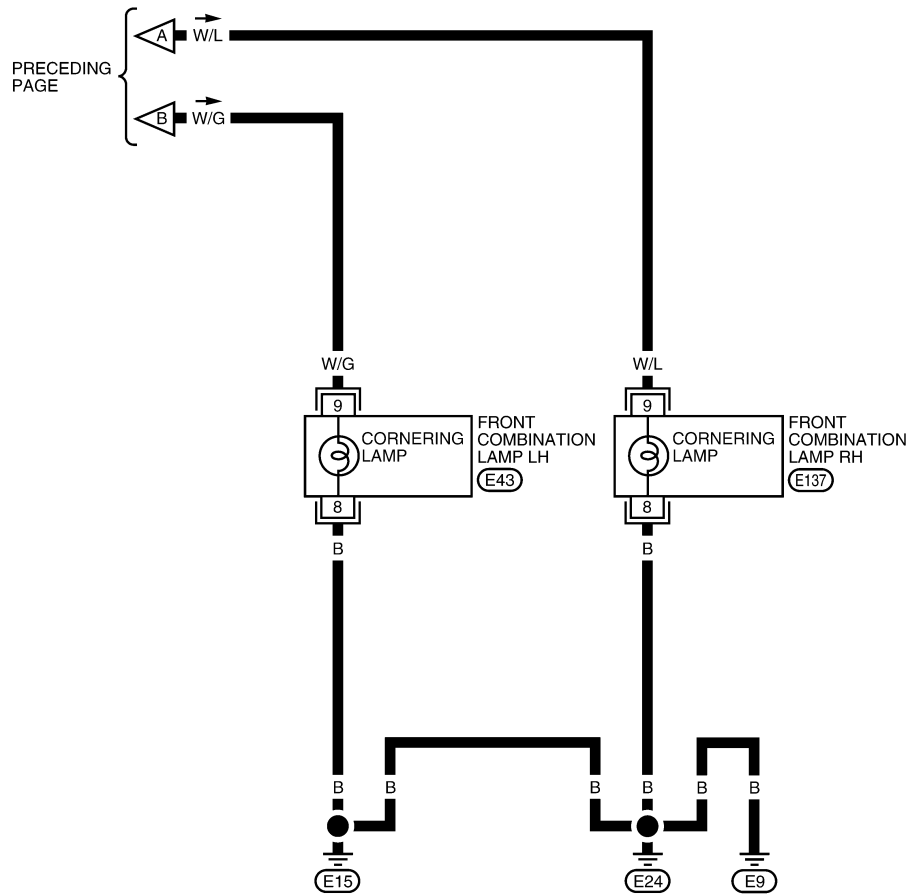 A W/L
PRECEDING
PAGE
B W/G
W/G W/L
9 9
CORNERING
LAMP
FRONT
COMBINATION
LAMP LH
E43
CORNERING
LAMP
FRONT
COMBINATION
LAMP RH
E137
8 8
B B
B B B B B B
E15 E24 E9